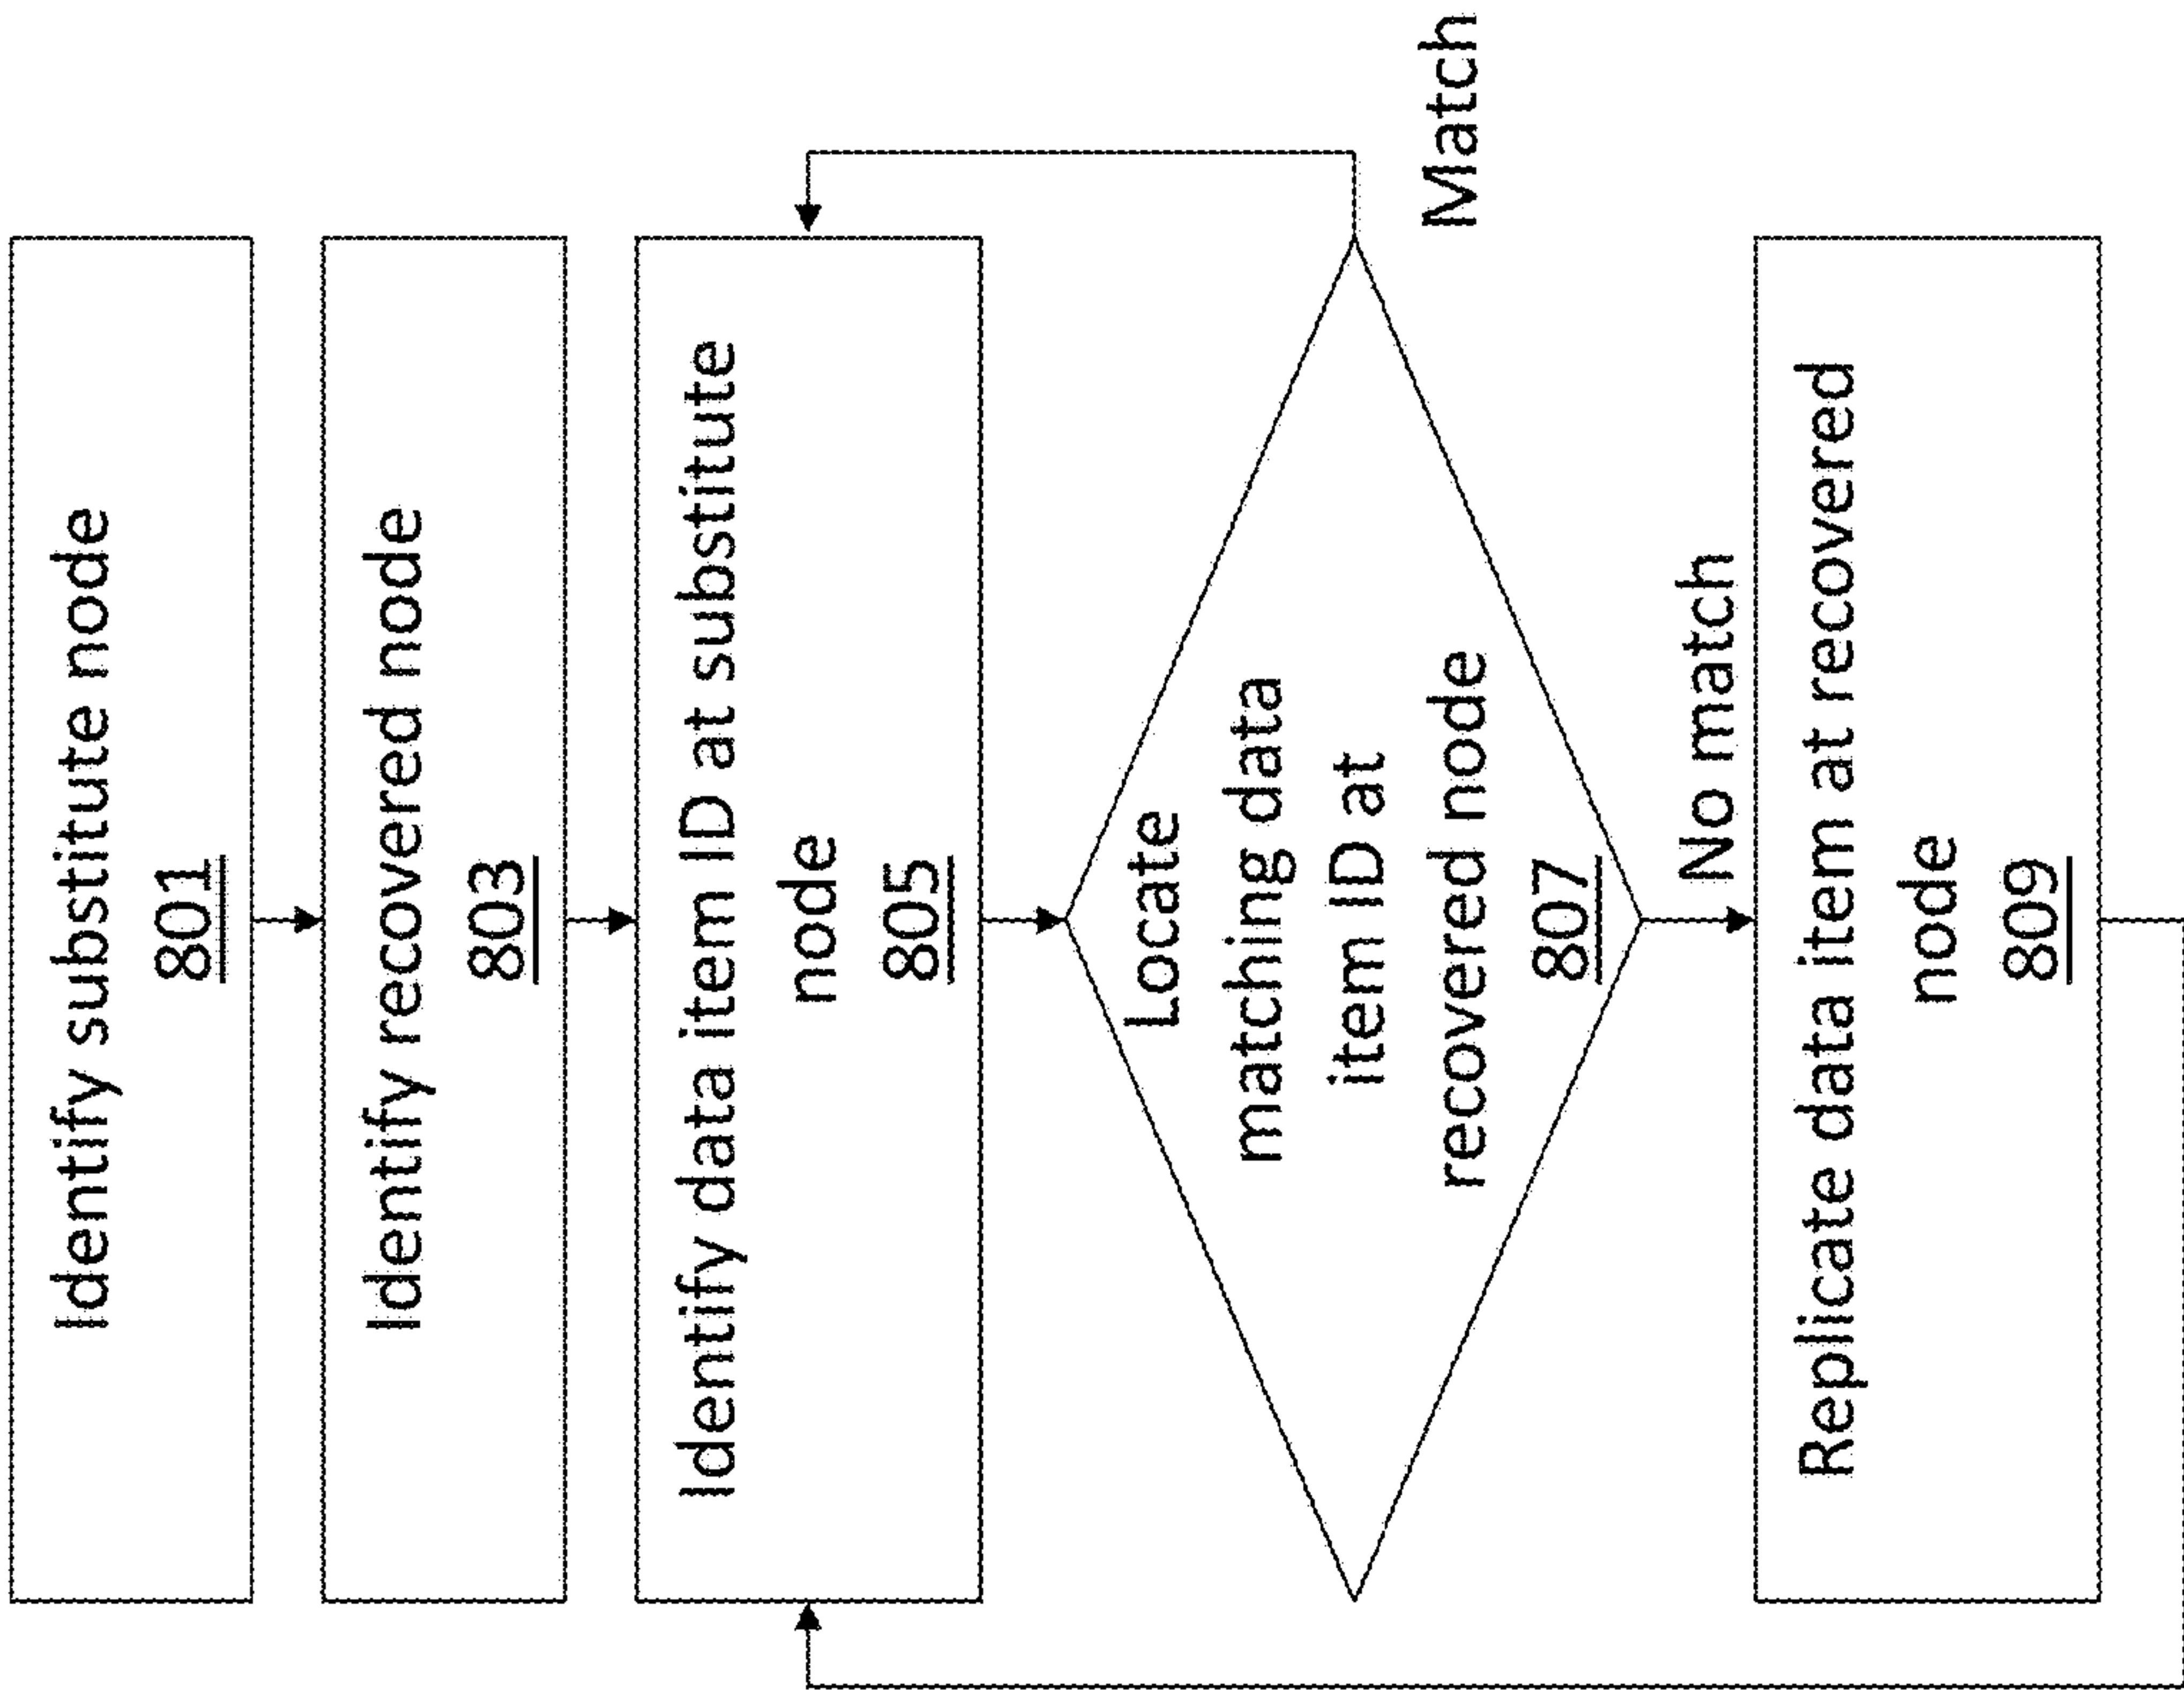 Identify substitute node
801
Identify recovered node
803
Identify data item ID at substitute
node
805
Locate
matching data
item ID at
recovered node
807
Match
No match
Replicate data item at recovered
node
809